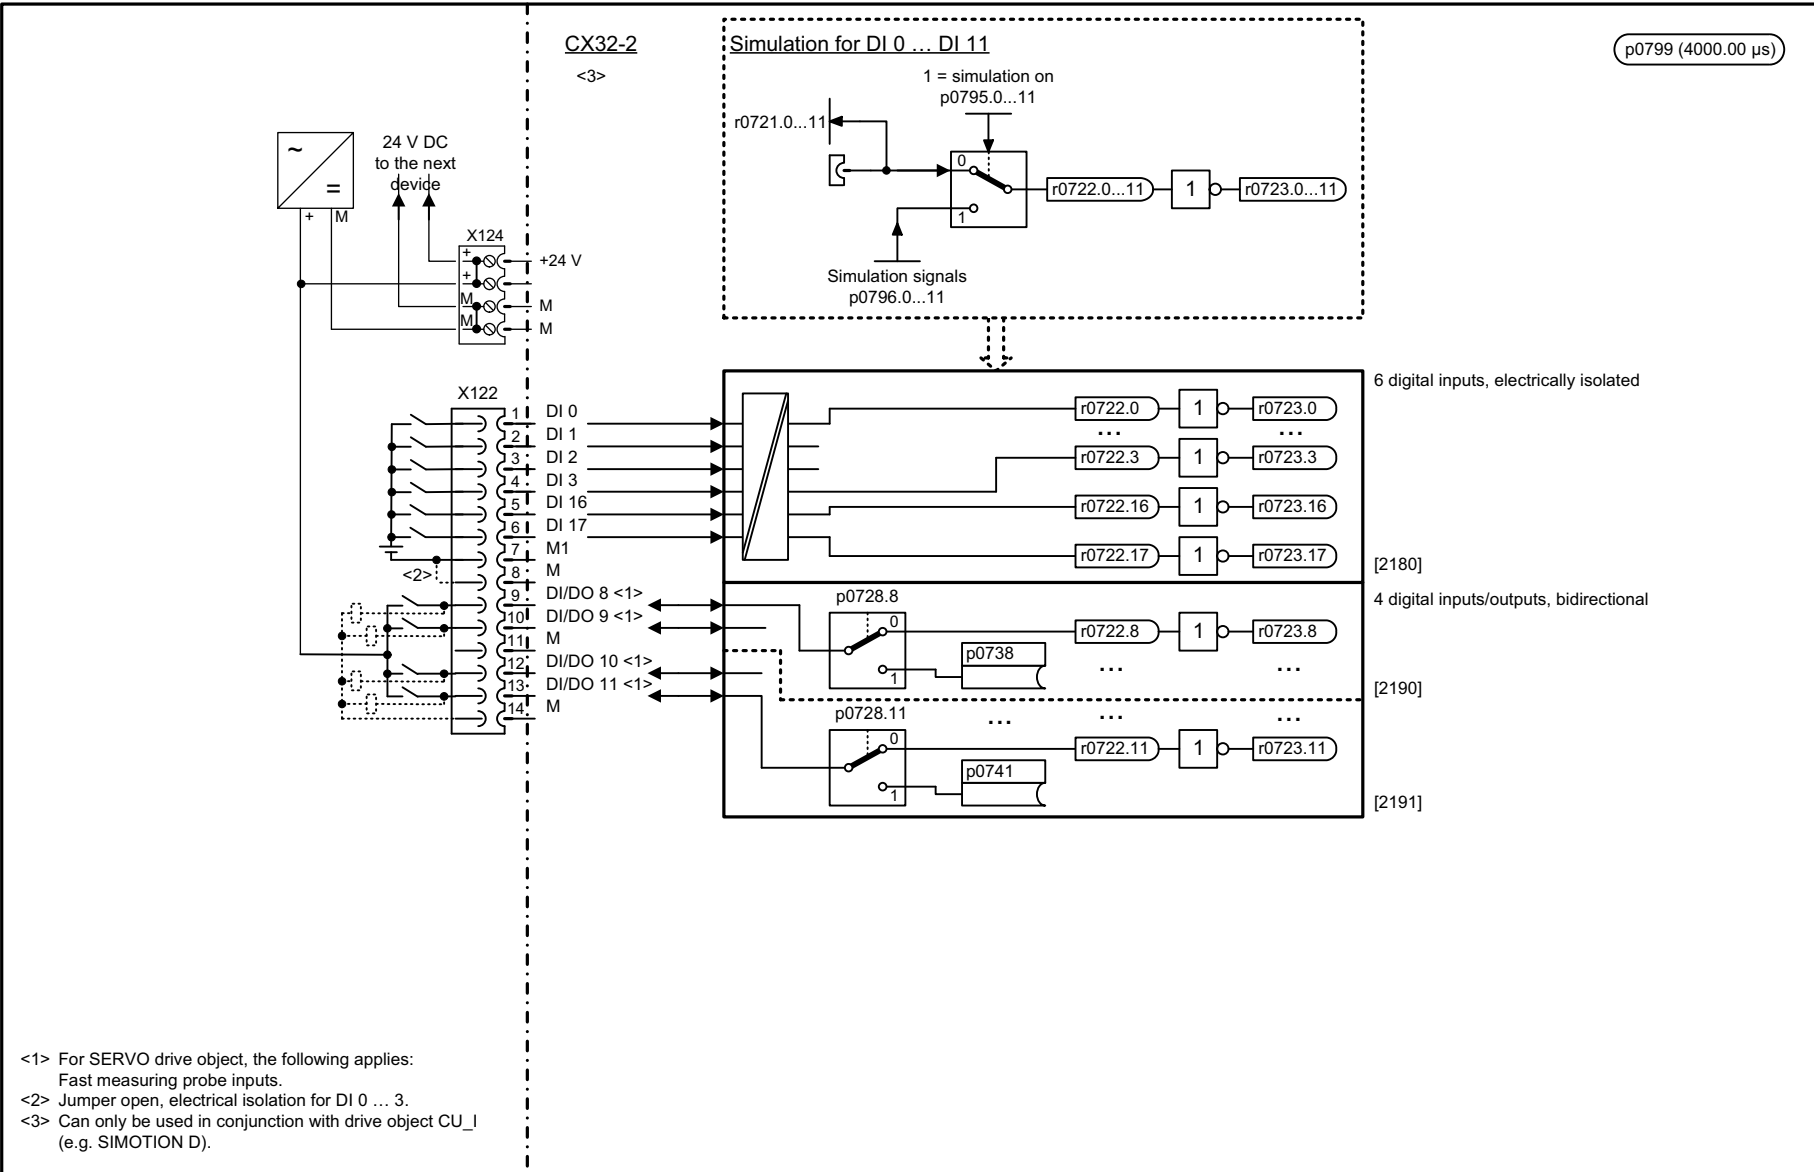 CX32-2
<3>
Simulation for DI 0 … DI 11
1 = simulation on
p0795.0...11
r0721.0...11
0
1
r0722.0...11
1
r0723.0...11
Simulation signals
p0796.0...11
p0799 (4000.00 µs)
~
=
+
M
24 V DC
to the next
device
X124
+
+24 V
+
M
M
M
M
X122
1
DI 0
2
DI 1
3
DI 2
4
DI 3
5
DI 16
6
DI 17
7
M1
<2>
8
M
9
DI/DO 8 <1>
10
DI/DO 9 <1>
11
M
12
DI/DO 10 <1>
13
DI/DO 11 <1>
14
M
6 digital inputs, electrically isolated
r0722.0
1
r0723.0
...
...
r0722.3
1
r0723.3
r0722.16
1
r0723.16
r0722.17
1
r0723.17
[2180]
4 digital inputs/outputs, bidirectional
p0728.8
0
1
r0722.8
1
r0723.8
p0738
...
...
[2190]
p0728.11
...
...
...
0
1
r0722.11
1
r0723.11
p0741
[2191]
<1> For SERVO drive object, the following applies:
Fast measuring probe inputs.
<2> Jumper open, electrical isolation for DI 0 … 3.
<3> Can only be used in conjunction with drive object CU_I
(e.g. SIMOTION D).